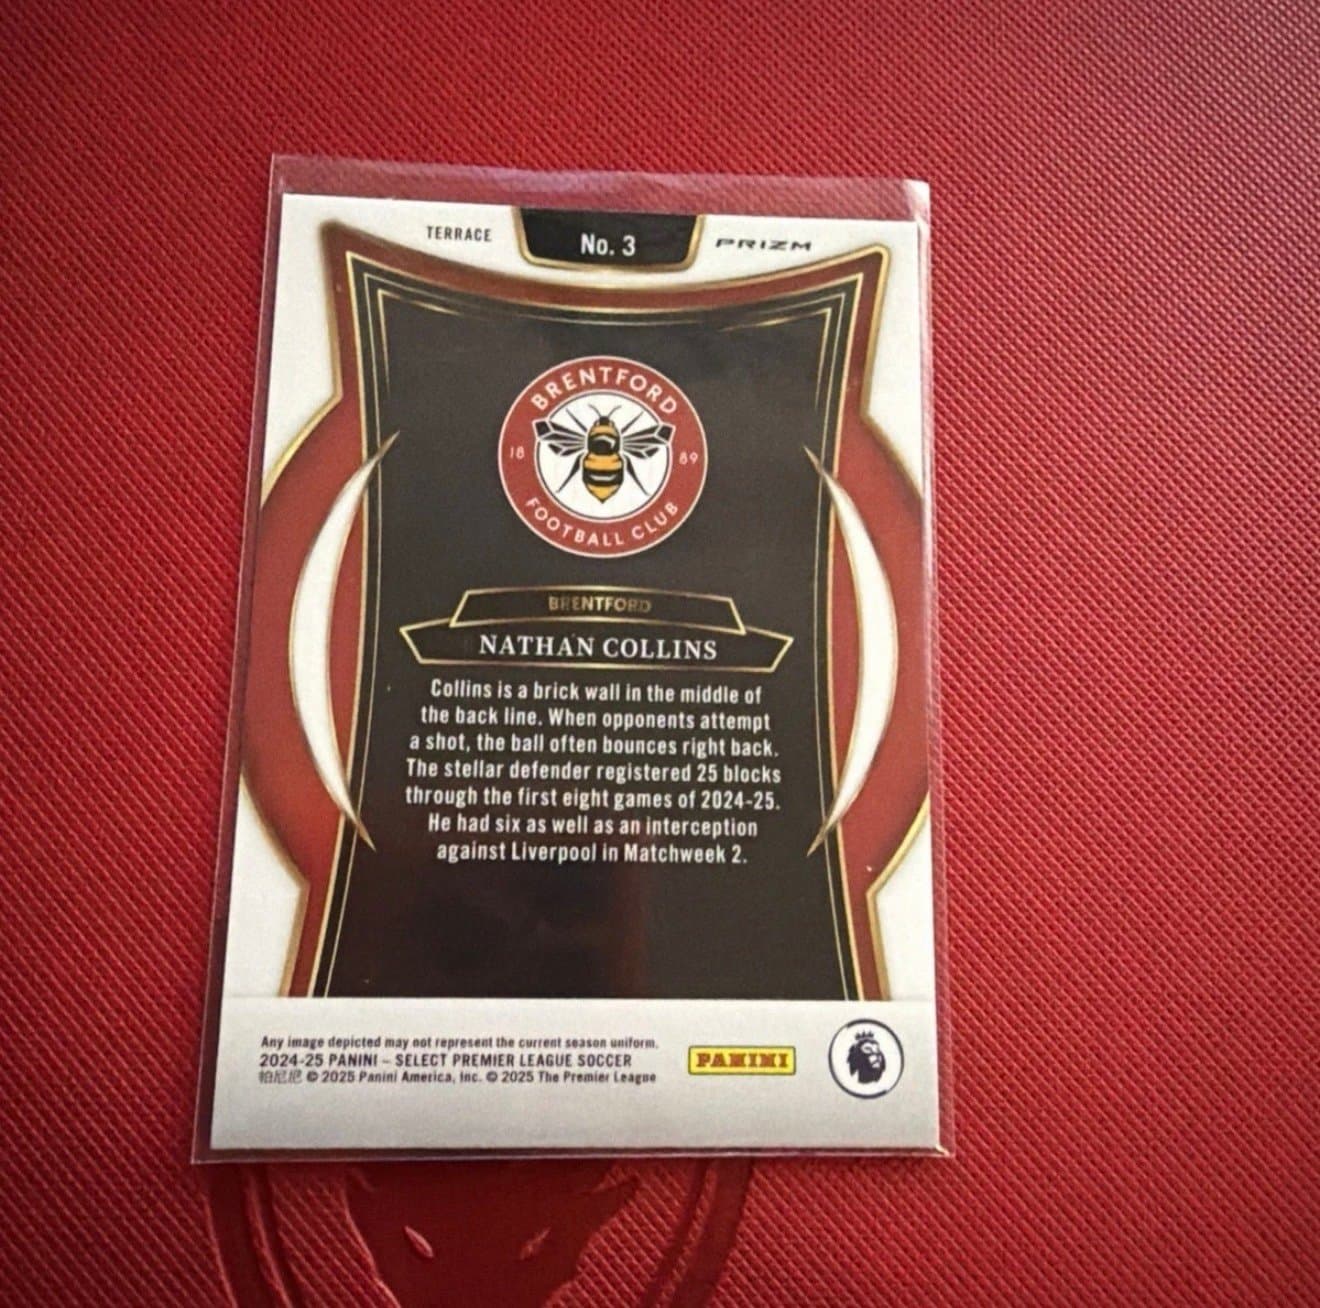 TERRACE
No. 3
PRIZM
BRENTFORD
18 89
FOOTBALL CLUB
BRENTFORD
NATHAN COLLINS
Collins is a brick wall in the middle of
the back line. When opponents attempt
a shot, the ball often bounces right back.
The stellar defender registered 25 blocks
through the first eight games of 2024-25.
He had six as well as an interception
against Liverpool in Matchweek 2.
Any image depicted may not represent the current season uniform.
2024-25 PANINI – SELECT PREMIER LEAGUE SOCCER
帕尼尼 © 2025 Panini America, Inc. © 2025 The Premier League
PANINI